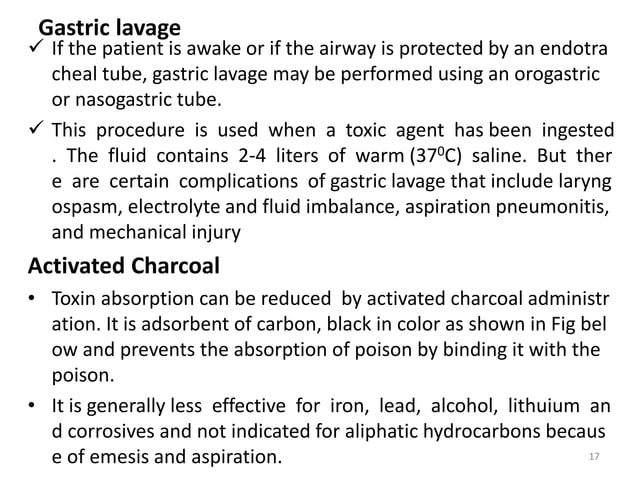 Gastric lavage
✓ If the patient is awake or if the airway is protected by an endotra
cheal tube, gastric lavage may be performed using an orogastric
or nasogastric tube.
✓ This procedure is used when a toxic agent has been ingested
. The fluid contains 2-4 liters of warm (37⁰C) saline. But ther
e are certain complications of gastric lavage that include laryng
ospasm, electrolyte and fluid imbalance, aspiration pneumonitis,
and mechanical injury
Activated Charcoal
• Toxin absorption can be reduced by activated charcoal administr
ation. It is adsorbent of carbon, black in color as shown in Fig bel
ow and prevents the absorption of poison by binding it with the
poison.
• It is generally less effective for iron, lead, alcohol, lithuium an
d corrosives and not indicated for aliphatic hydrocarbons becaus
e of emesis and aspiration.
17